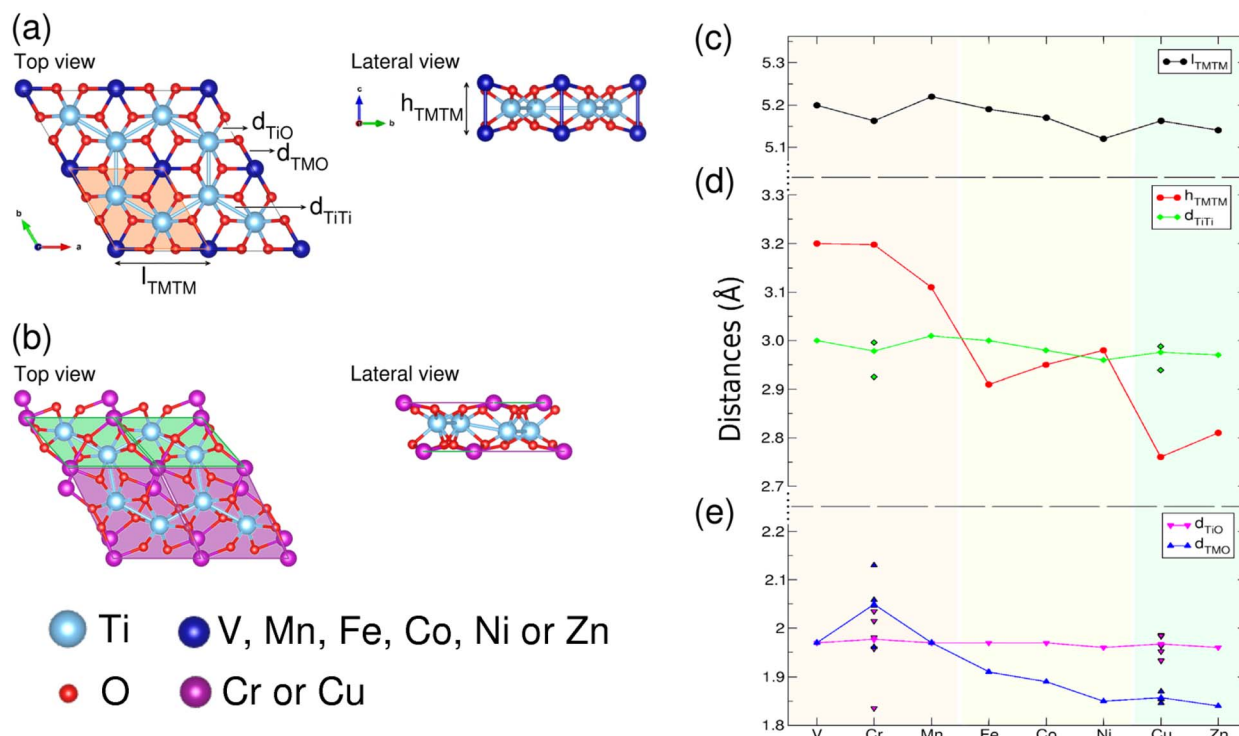 (a)
Top view
Lateral view
c
b
h_TMTM
d_TiO
d_TMO
d_TiTi
b
a
l_TMTM
(b)
Top view
Lateral view
Ti
V, Mn, Fe, Co, Ni or Zn
O
Cr or Cu
(c)
l_TMTM
5.3
5.2
5.1
(d)
h_TMTM
d_TiTi
3.3
3.2
3.1
3.0
2.9
2.8
2.7
Distances (Å)
(e)
d_TiO
d_TMO
2.2
2.1
2
1.9
1.8
V Cr Mn Fe Co Ni Cu Zn